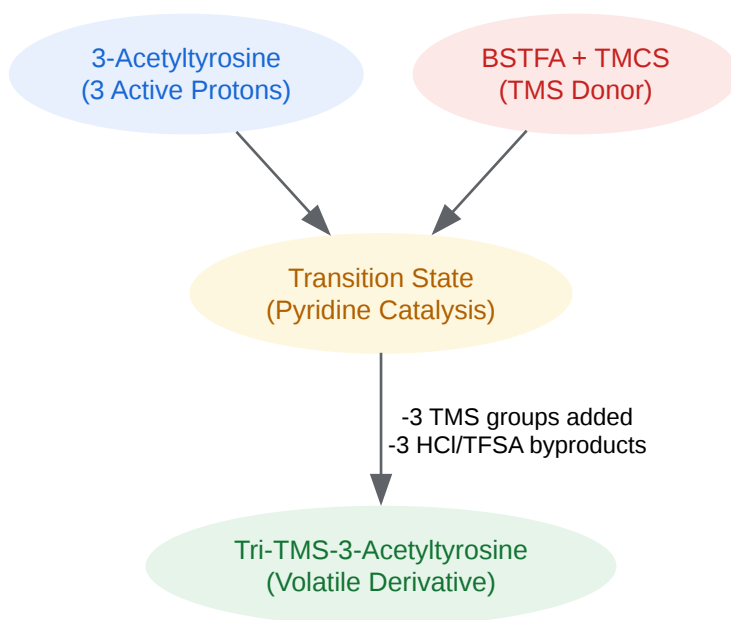 3-Acetyltyrosine
(3 Active Protons)
BSTFA + TMCS
(TMS Donor)
Transition State
(Pyridine Catalysis)
-3 TMS groups added
-3 HCl/TFSA byproducts
Tri-TMS-3-Acetyltyrosine
(Volatile Derivative)